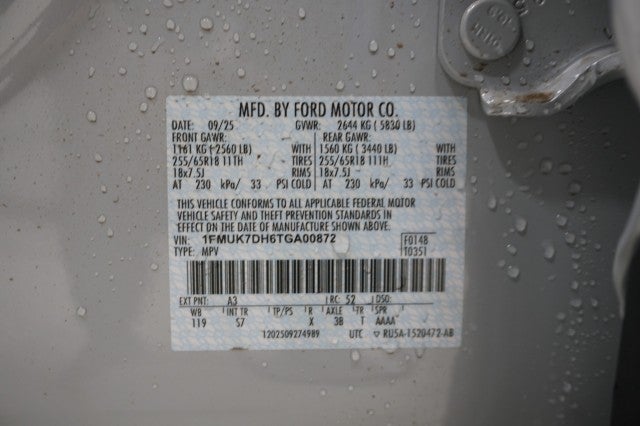 MFD. BY FORD MOTOR CO.
DATE: 09/25 GVWR: 2644 KG ( 5830 LB)
FRONT GAWR: REAR GAWR:
1161 KG ( 2560 LB) WITH 1560 KG ( 3440 LB) WITH
255/65R18 111H TIRES 255/65R18 111H TIRES
18x7.5J RIMS 18x7.5J RIMS
AT 230 kPa/ 33 PSI COLD AT 230 kPa/ 33 PSI COLD
THIS VEHICLE CONFORMS TO ALL APPLICABLE FEDERAL MOTOR
VEHICLE SAFETY AND THEFT PREVENTION STANDARDS IN
EFFECT ON THE DATE OF MANUFACTURE SHOWN ABOVE.
VIN: 1FMUK7DH6TGA00872 F0148
TYPE: MPV T0351
EXT PNT: A3 RC: 52 DSO:
WB INT TR TP/PS R AXLE TR SPR
119 S7 X 3B T AAAA
1202509274989 UTC ▽ RU5A-1520472-AB